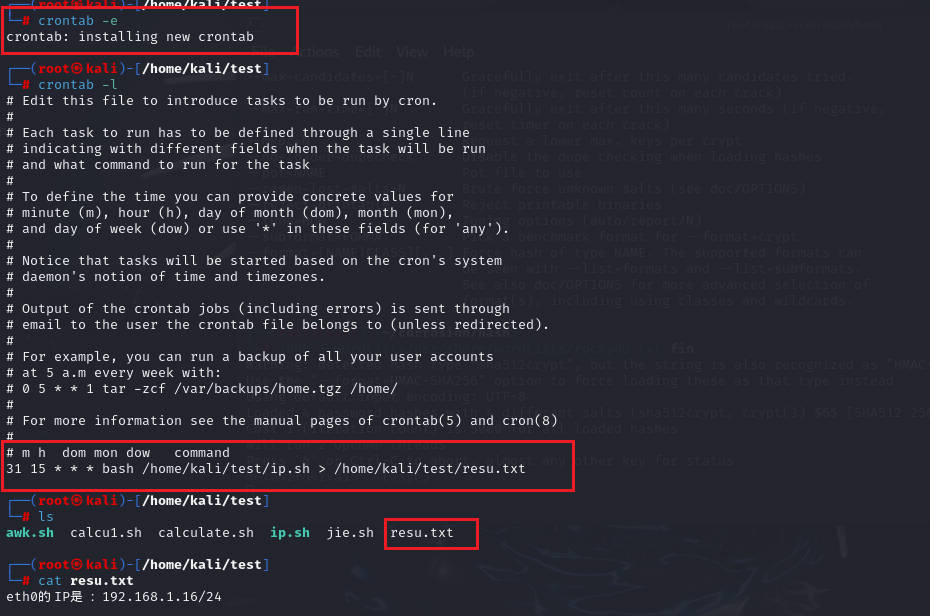 ┌──(root㉿kali)-[/home/kali/test]
└─# crontab -e
crontab: installing new crontab
┌──(root㉿kali)-[/home/kali/test]
└─# crontab -l
# Edit this file to introduce tasks to be run by cron.
#
# Each task to run has to be defined through a single line
# indicating with different fields when the task will be run
# and what command to run for the task
#
# To define the time you can provide concrete values for
# minute (m), hour (h), day of month (dom), month (mon),
# and day of week (dow) or use '*' in these fields (for 'any').
#
# Notice that tasks will be started based on the cron's system
# daemon's notion of time and timezones.
#
# Output of the crontab jobs (including errors) is sent through
# email to the user the crontab file belongs to (unless redirected).
#
# For example, you can run a backup of all your user accounts
# at 5 a.m every week with:
# 0 5 * * 1 tar -zcf /var/backups/home.tgz /home/
#
# For more information see the manual pages of crontab(5) and cron(8)
#
# m h  dom mon dow   command
31 15 * * * bash /home/kali/test/ip.sh > /home/kali/test/resu.txt
┌──(root㉿kali)-[/home/kali/test]
└─# ls
awk.sh  calcu1.sh  calculate.sh  ip.sh  jie.sh  resu.txt
┌──(root㉿kali)-[/home/kali/test]
└─# cat resu.txt
eth0的IP是 : 192.168.1.16/24